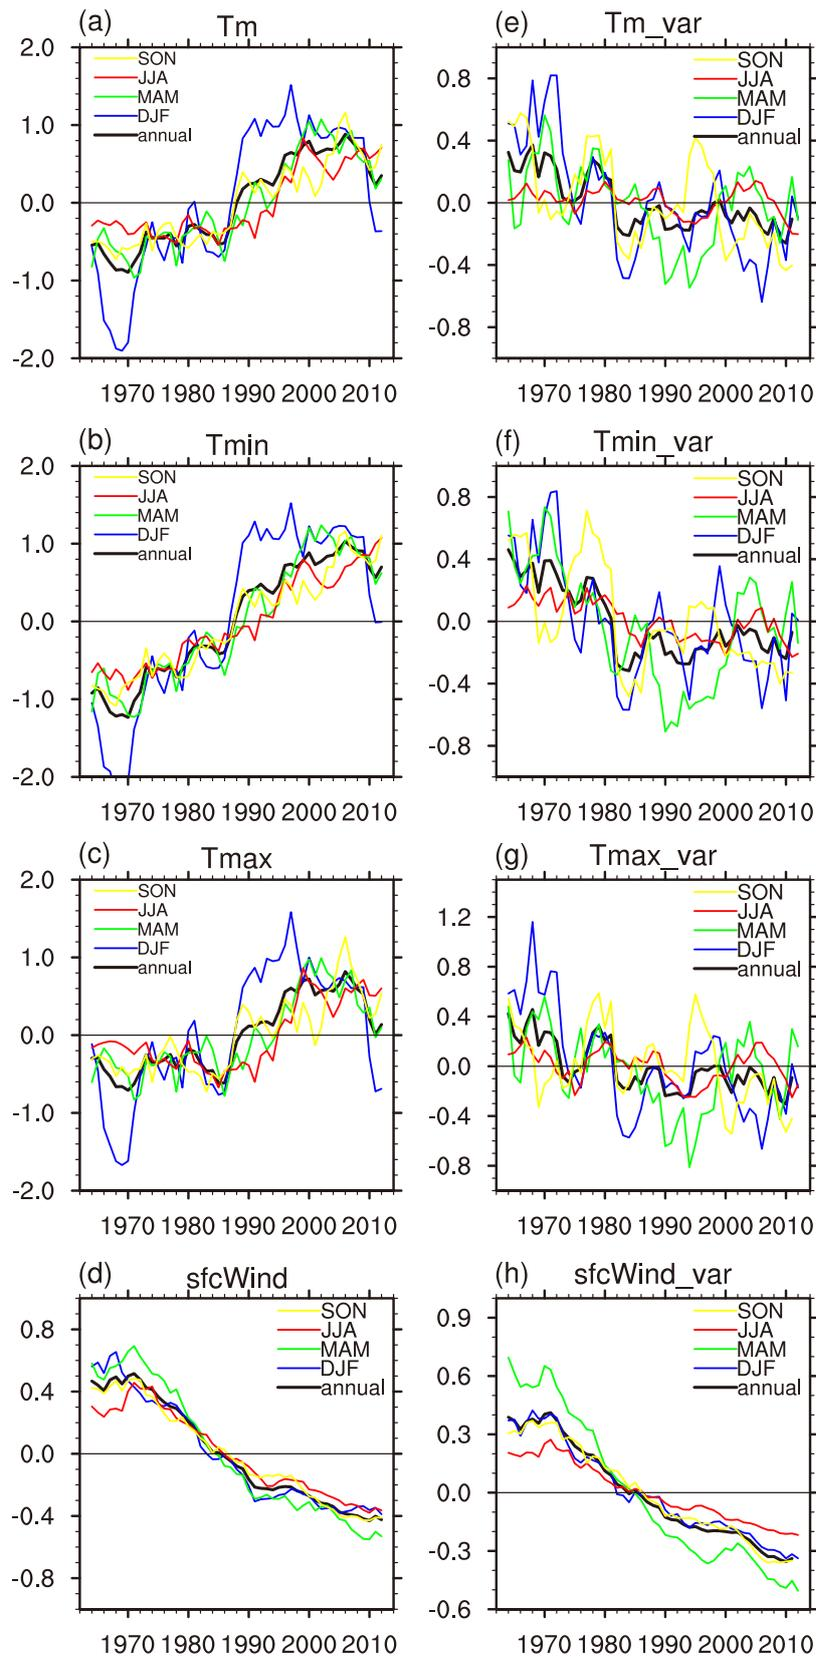 (a) Tm
2.0
1.0
0.0
-1.0
-2.0
SON
JJA
MAM
DJF
annual
1970 1980 1990 2000 2010
(e) Tm_var
0.8
0.4
0.0
-0.4
-0.8
SON
JJA
MAM
DJF
annual
1970 1980 1990 2000 2010
(b) Tmin
2.0
1.0
0.0
-1.0
-2.0
SON
JJA
MAM
DJF
annual
1970 1980 1990 2000 2010
(f) Tmin_var
0.8
0.4
0.0
-0.4
-0.8
SON
JJA
MAM
DJF
annual
1970 1980 1990 2000 2010
(c) Tmax
2.0
1.0
0.0
-1.0
-2.0
SON
JJA
MAM
DJF
annual
1970 1980 1990 2000 2010
(g) Tmax_var
1.2
0.8
0.4
0.0
-0.4
-0.8
SON
JJA
MAM
DJF
annual
1970 1980 1990 2000 2010
(d) sfcWind
0.8
0.4
0.0
-0.4
-0.8
SON
JJA
MAM
DJF
annual
1970 1980 1990 2000 2010
(h) sfcWind_var
0.9
0.6
0.3
0.0
-0.3
-0.6
SON
JJA
MAM
DJF
annual
1970 1980 1990 2000 2010